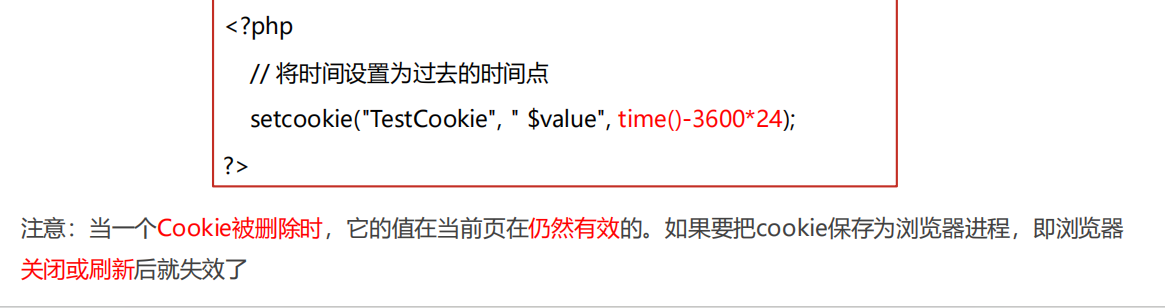 <?php
// 将时间设置为过去的时间点
setcookie("TestCookie", " $value", time()-3600*24);
?>
注意：当一个Cookie被删除时，它的值在当前页在仍然有效的。如果要把cookie保存为浏览器进程，即浏览器
关闭或刷新后就失效了